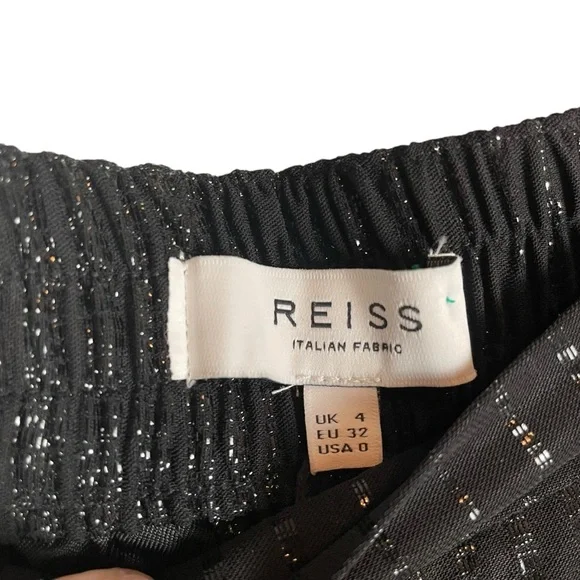 REISS
ITALIAN FABRIC
UK 4
EU 32
USA 0